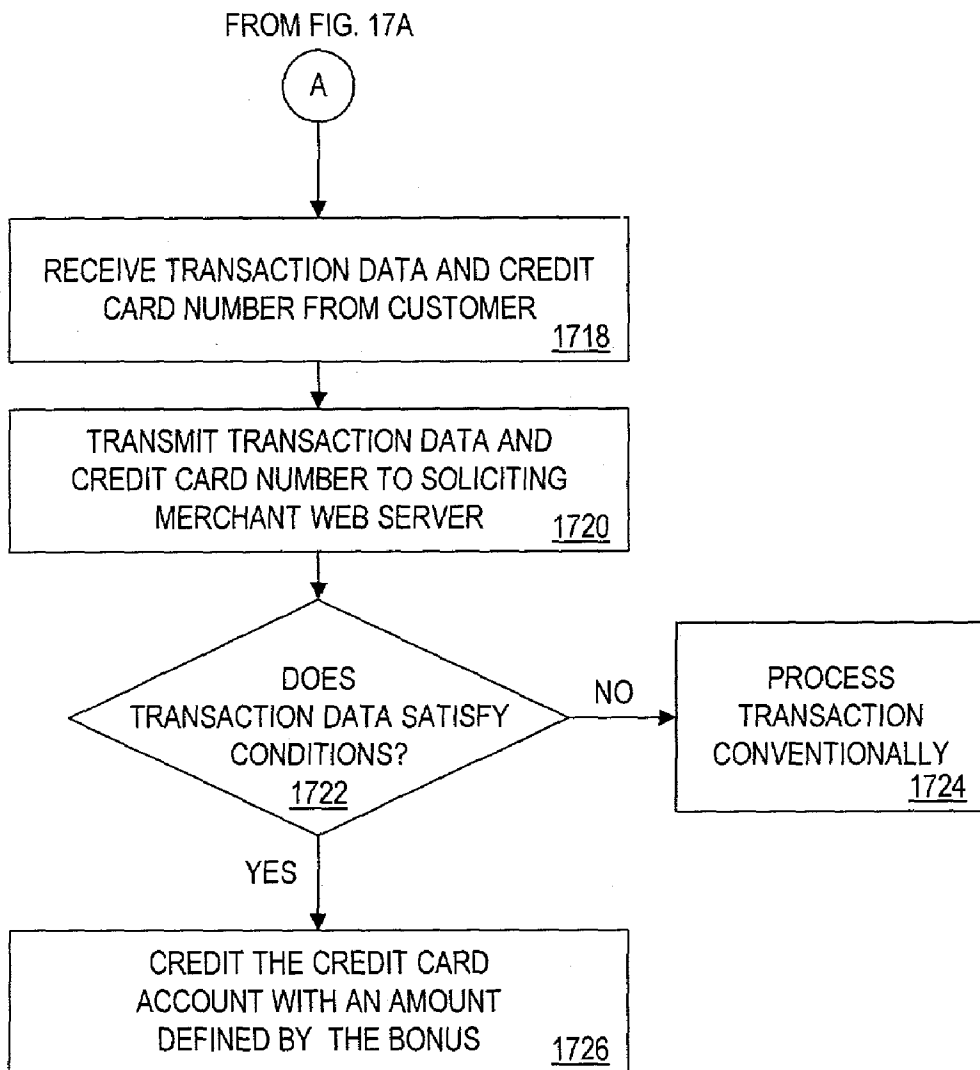 FROM FIG. 17A
A
RECEIVE TRANSACTION DATA AND CREDIT
CARD NUMBER FROM CUSTOMER
1718
TRANSMIT TRANSACTION DATA AND
CREDIT CARD NUMBER TO SOLICITING
MERCHANT WEB SERVER
1720
DOES
TRANSACTION DATA SATISFY
CONDITIONS?
1722
NO
PROCESS
TRANSACTION
CONVENTIONALLY
1724
YES
CREDIT THE CREDIT CARD
ACCOUNT WITH AN AMOUNT
DEFINED BY THE BONUS
1726